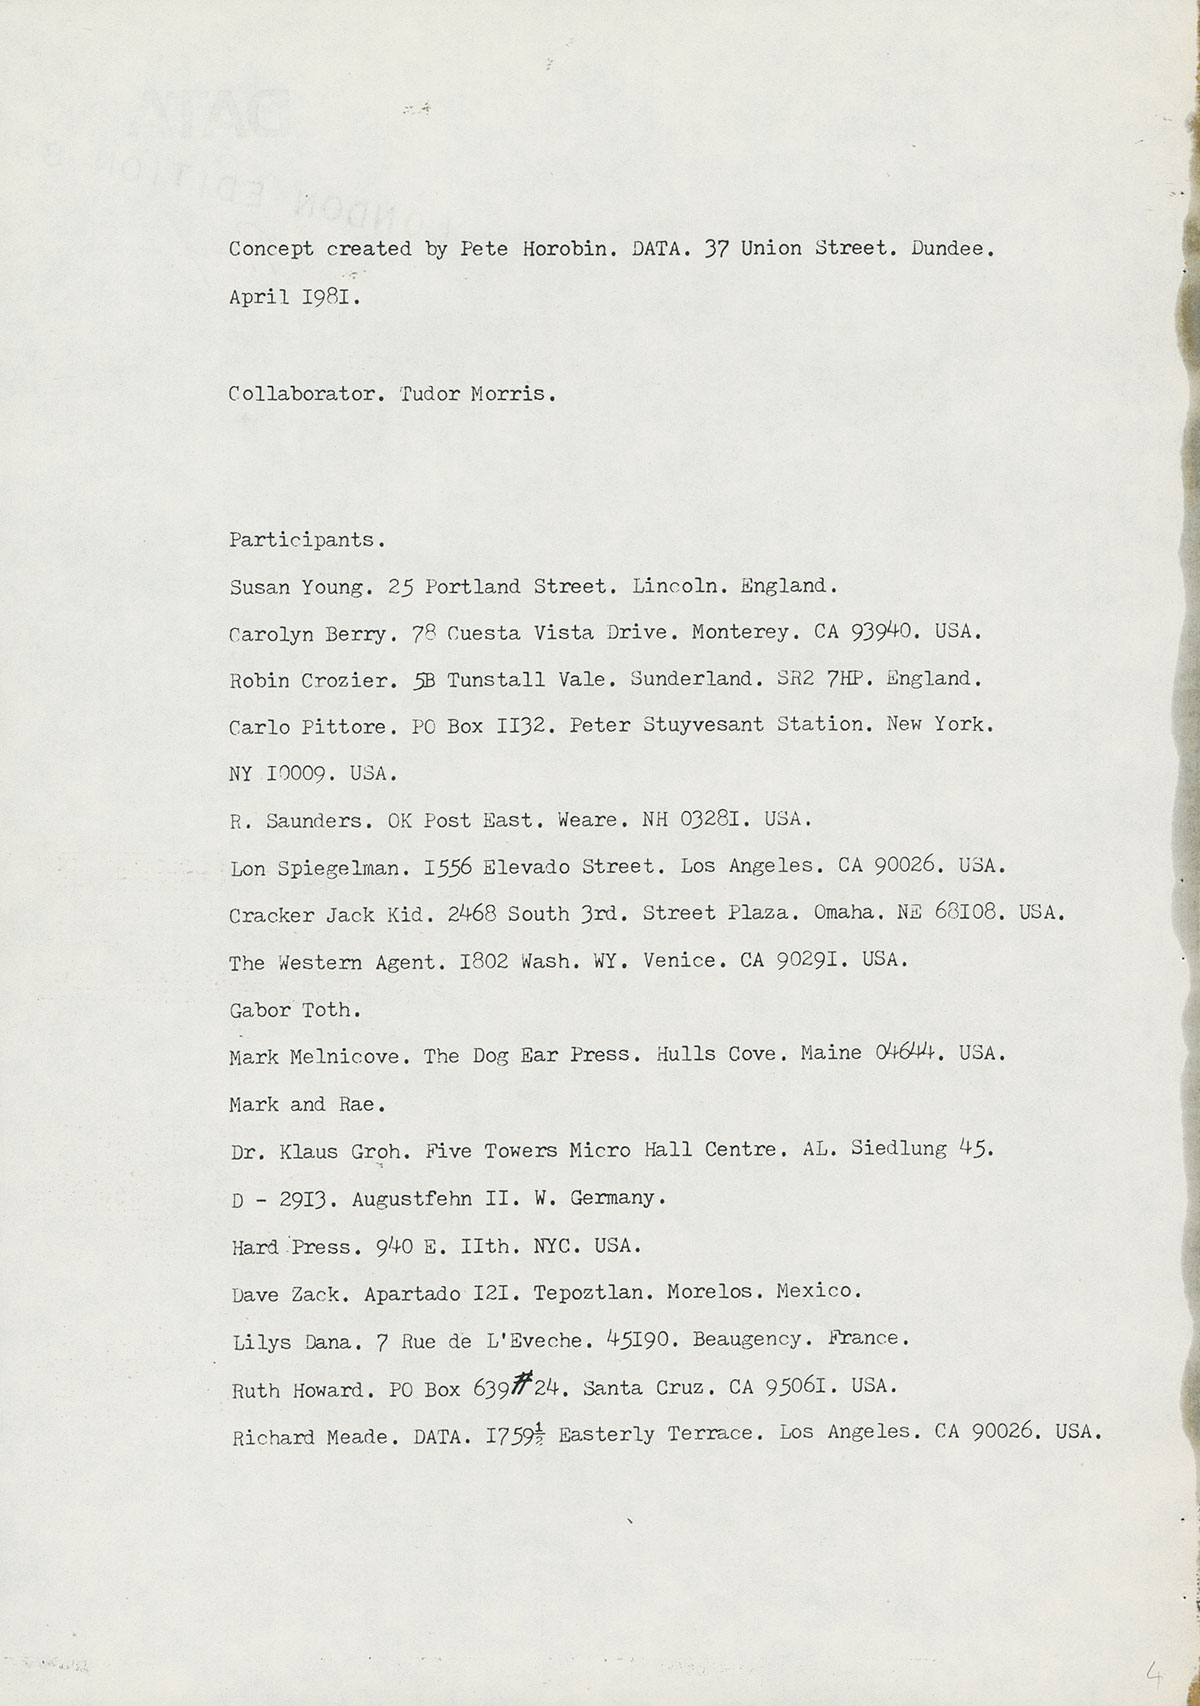 DATA
LONDON EDITION
Concept created by Pete Horobin. DATA. 37 Union Street. Dundee.
April I98I.
Collaborator. Tudor Morris.
Participants.
Susan Young. 25 Portland Street. Lincoln. England.
Carolyn Berry. 78 Cuesta Vista Drive. Monterey. CA 93940. USA.
Robin Crozier. 5B Tunstall Vale. Sunderland. SR2 7HP. England.
Carlo Pittore. PO Box II32. Peter Stuyvesant Station. New York.
NY I0009. USA.
R. Saunders. OK Post East. Weare. NH 0328I. USA.
Lon Spiegelman. I556 Elevado Street. Los Angeles. CA 90026. USA.
Cracker Jack Kid. 2468 South 3rd. Street Plaza. Omaha. NE 68I08. USA.
The Western Agent. I802 Wash. WY. Venice. CA 9029I. USA.
Gabor Toth.
Mark Melnicove. The Dog Ear Press. Hulls Cove. Maine 04644. USA.
Mark and Rae.
Dr. Klaus Groh. Five Towers Micro Hall Centre. AL. Siedlung 45.
D - 29I3. Augustfehn II. W. Germany.
Hard Press. 940 E. IIth. NYC. USA.
Dave Zack. Apartado I2I. Tepoztlan. Morelos. Mexico.
Lilys Dana. 7 Rue de L'Eveche. 45I90. Beaugency. France.
Ruth Howard. PO Box 639#24. Santa Cruz. CA 9506I. USA.
Richard Meade. DATA. I759½ Easterly Terrace. Los Angeles. CA 90026. USA.
4